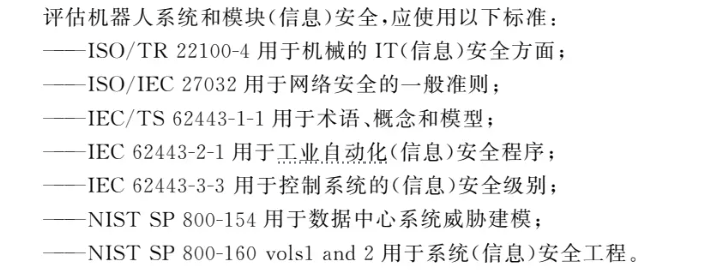 评估机器人系统和模块(信息)安全,应使用以下标准:
——ISO/TR 22100-4 用于机械的 IT(信息)安全方面;
——ISO/IEC 27032 用于网络安全的一般准则;
——IEC/TS 62443-1-1 用于术语、概念和模型;
——IEC 62443-2-1 用于工业自动化(信息)安全程序;
——IEC 62443-3-3 用于控制系统的(信息)安全级别;
——NIST SP 800-154 用于数据中心系统威胁建模;
——NIST SP 800-160 vols1 and 2 用于系统(信息)安全工程。